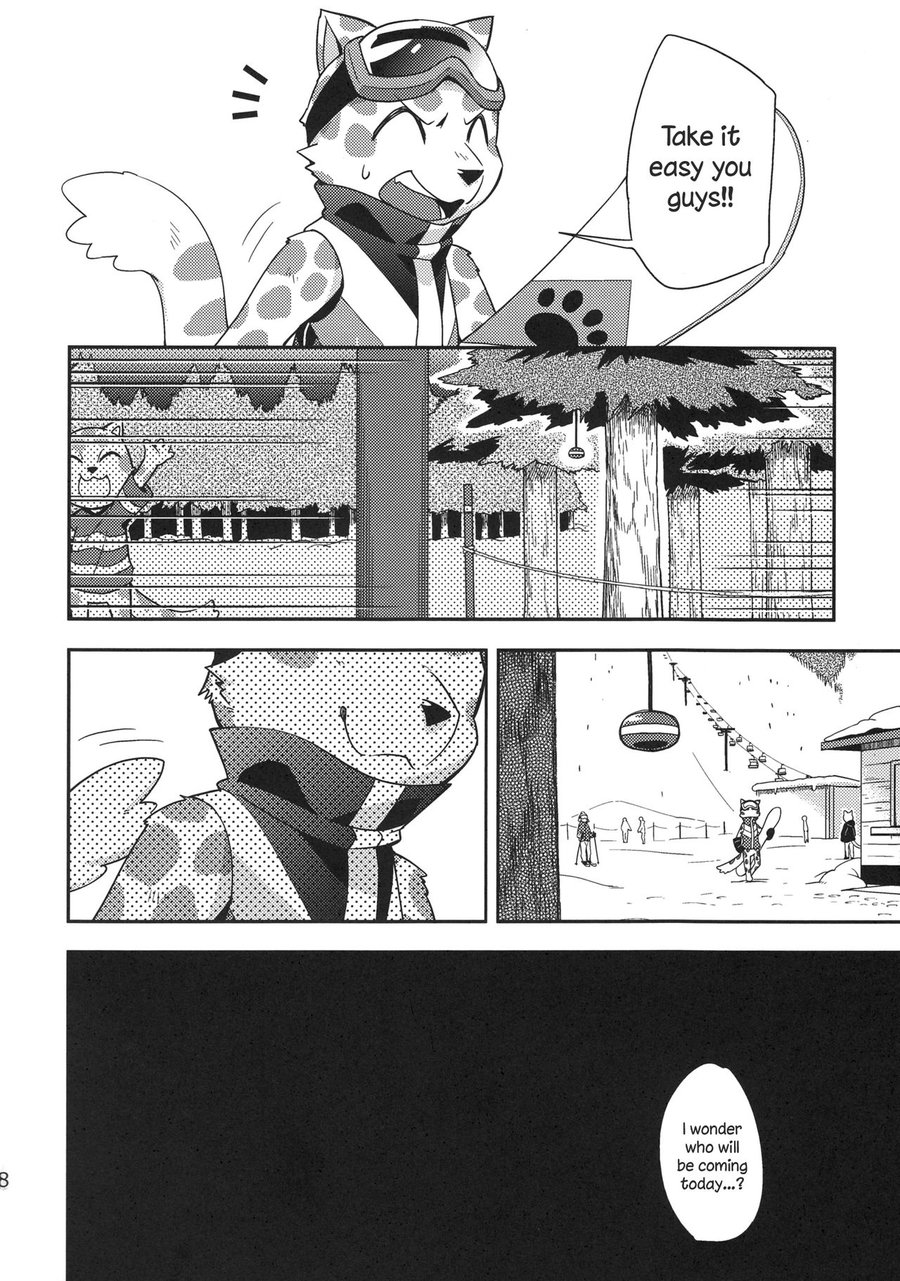 Take it
easy you
guys!!
I wonder
who will
be coming
today...?
8